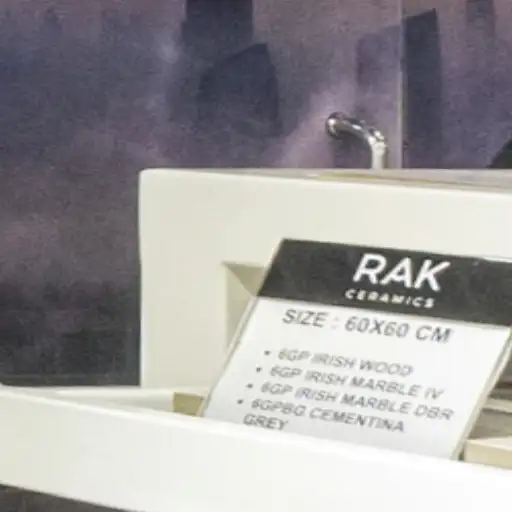 RAK
CERAMICS
SIZE : 60X60 CM
• 6GP IRISH WOOD
• 6GP IRISH MARBLE IV
• 6GP IRISH MARBLE DBR
• 6GPBG CEMENTINA
GREY